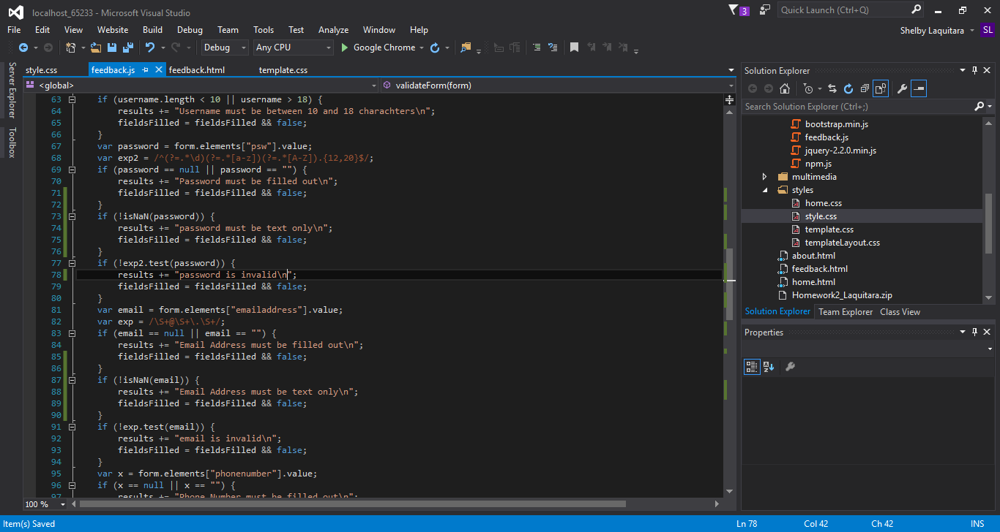 localhost_65233 - Microsoft Visual Studio
3
Quick Launch (Ctrl+Q)
File Edit View Website Build Debug Team Tools Test Analyze Window Help
Shelby Laquitara SL
Debug Any CPU Google Chrome
Server Explorer
Toolbox
style.css feedback.js feedback.html template.css
<global> validateForm(form)
63 if (username.length < 10 || username > 18) {
64 results += "Username must be between 10 and 18 charachters\n";
65 fieldsFilled = fieldsFilled && false;
66 }
67 var password = form.elements["psw"].value;
68 var exp2 = /^(?=.*\d)(?=.*[a-z])(?=.*[A-Z]).{12,20}$/;
69 if (password == null || password == "") {
70 results += "Password must be filled out\n";
71 fieldsFilled = fieldsFilled && false;
72 }
73 if (!isNaN(password)) {
74 results += "password must be text only\n";
75 fieldsFilled = fieldsFilled && false;
76 }
77 if (!exp2.test(password)) {
78 results += "password is invalid\n";
79 fieldsFilled = fieldsFilled && false;
80 }
81 var email = form.elements["emailaddress"].value;
82 var exp = /\S+@\S+\.\S+/;
83 if (email == null || email == "") {
84 results += "Email Address must be filled out\n";
85 fieldsFilled = fieldsFilled && false;
86 }
87 if (!isNaN(email)) {
88 results += "Email Address must be text only\n";
89 fieldsFilled = fieldsFilled && false;
90 }
91 if (!exp.test(email)) {
92 results += "email is invalid\n";
93 fieldsFilled = fieldsFilled && false;
94 }
95 var x = form.elements["phonenumber"].value;
96 if (x == null || x == "") {
97 results += "Phone Number must be filled out\n";
100 %
Solution Explorer
Search Solution Explorer (Ctrl+;)
bootstrap.min.js
feedback.js
jquery-2.2.0.min.js
npm.js
multimedia
styles
home.css
style.css
template.css
templateLayout.css
about.html
feedback.html
home.html
Homework2_Laquitara.zip
Solution Explorer Team Explorer Class View
Properties
Item(s) Saved Ln 78 Col 42 Ch 42 INS